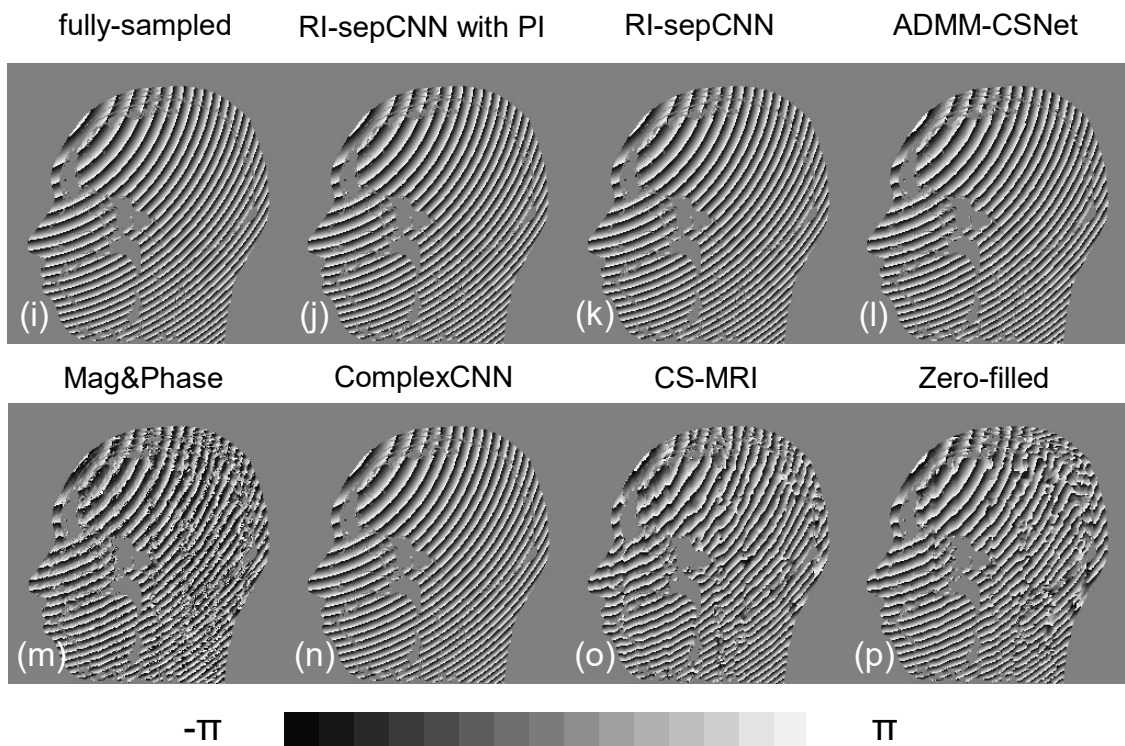 fully-sampled RI-sepCNN with PI RI-sepCNN ADMM-CSNet
(i) (j) (k) (l)
Mag&Phase ComplexCNN CS-MRI Zero-filled
(m) (n) (o) (p)
-π π